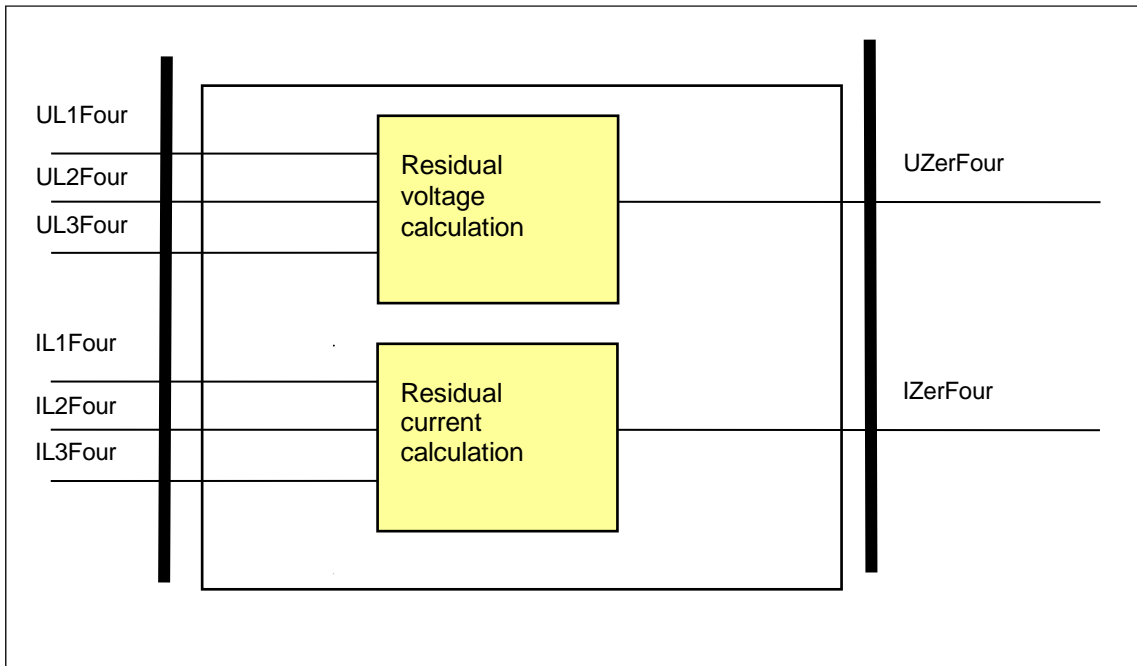 UL1Four
UL2Four
UL3Four
Residual
voltage
calculation
UZerFour
IL1Four
IL2Four
IL3Four
Residual
current
calculation
IZerFour